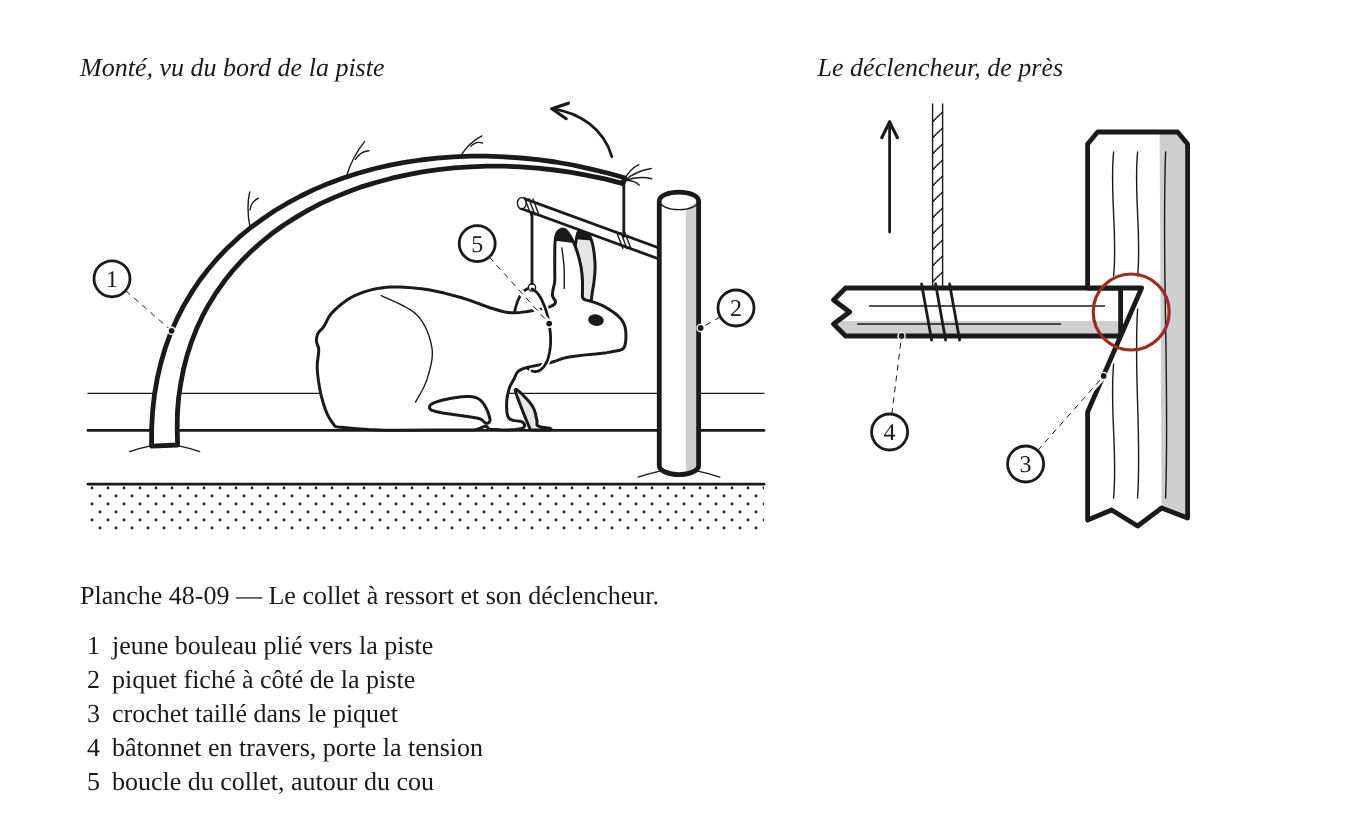 Monté, vu du bord de la piste
Le déclencheur, de près
1
5
2
4
3
Planche 48-09 — Le collet à ressort et son déclencheur.
1 jeune bouleau plié vers la piste
2 piquet fiché à côté de la piste
3 crochet taillé dans le piquet
4 bâtonnet en travers, porte la tension
5 boucle du collet, autour du cou